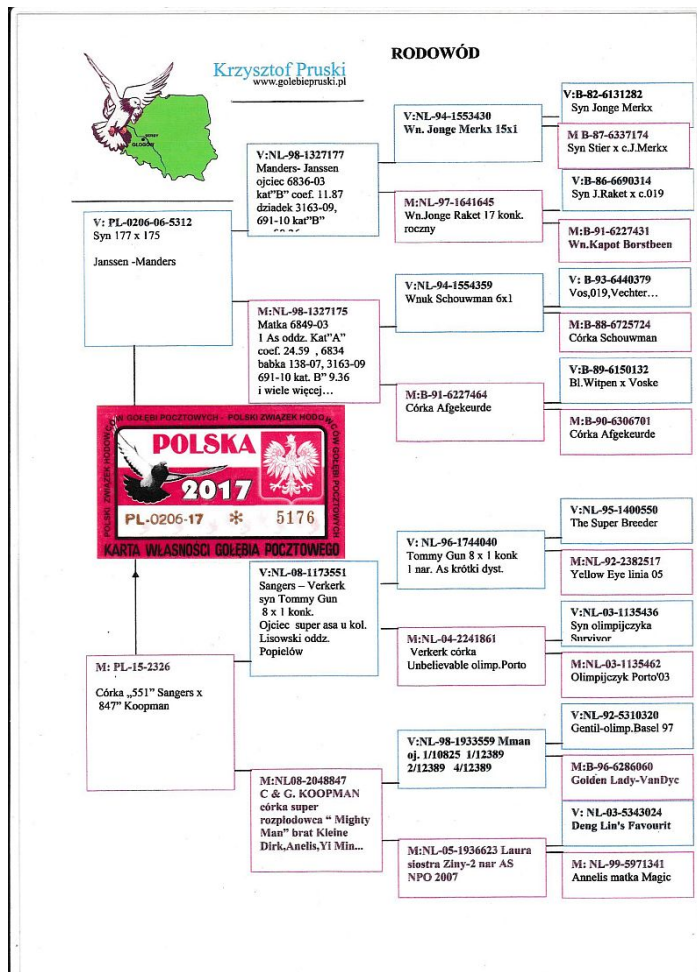 RODOWÓD
Krzysztof Pruski
www.golebiepruski.pl
GŁOGÓW
V: PL-0206-06-5312
Syn 177 x 175
Janssen -Manders
V:NL-98-1327177
Manders- Janssen
ojciec 6836-03
kat"B" coef. 11.87
dziadek 3163-09,
691-10 kat"B"
M:NL-98-1327175
Matka 6849-03
1 As oddz. Kat"A"
coef. 24.59 , 6834
babka 138-07, 3163-09
691-10 kat. B" 9.36
i wiele więcej…
V:NL-94-1553430
Wn. Jonge Merkx 15x1
M:NL-97-1641645
Wn.Jonge Raket 17 konk.
roczny
V:NL-94-1554359
Wnuk Schouwman 6x1
M:B-91-6227464
Córka Afgekeurde
V:B-82-6131282
Syn Jonge Merkx
M B-87-6337174
Syn Stier x c.J.Merkx
V:B-86-6690314
Syn J.Raket x c.019
M:B-91-6227431
Wn.Kapot Borstbeen
V: B-93-6440379
Vos,019,Vechter…
M:B-88-6725724
Córka Schouwman
V:B-89-6150132
Bl.Witpen x Voske
M:B-90-6306701
Córka Afgekeurde
POLSKI ZWIĄZEK HODOWCÓW GOŁĘBI POCZTOWYCH - POLSKI ZWIĄZEK HODOWCÓW GOŁĘBI POCZTOWYCH
POLSKA
2017
PL-0206-17 * 5176
KARTA WŁASNOŚCI GOŁĘBIA POCZTOWEGO
M: PL-15-2326
Córka „551" Sangers x
847" Koopman
V:NL-08-1173551
Sangers – Verkerk
syn Tommy Gun
8 x 1 konk.
Ojciec super asa u kol.
Lisowski oddz.
Popielów
M:NL08-2048847
C & G. KOOPMAN
córka super
rozpłodowca " Mighty
Man" brat Kleine
Dirk,Anelis,Yi Min...
V: NL-96-1744040
Tommy Gun 8 x 1 konk
1 nar. As krótki dyst.
M:NL-04-2241861
Verkerk córka
Unbelievable olimp.Porto
V:NL-98-1933559 Mman
oj. 1/10825 1/12389
2/12389 4/12389
M:NL-05-1936623 Laura
siostra Ziny-2 nar AS
NPO 2007
V:NL-95-1400550
The Super Breeder
M:NL-92-2382517
Yellow Eye linia 05
V:NL-03-1135436
Syn olimpijczyka
Survivor
M:NL-03-1135462
Olimpijczyk Porto'03
V:NL-92-5310320
Gentil-olimp.Basel 97
M:B-96-6286060
Golden Lady-VanDyc
V: NL-03-5343024
Deng Lin's Favourit
M: NL-99-5971341
Annelis matka Magic